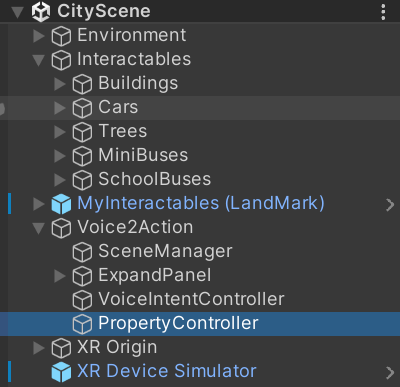 CityScene
Environment
Interactables
Buildings
Cars
Trees
MiniBuses
SchoolBuses
MyInteractables (LandMark)
Voice2Action
SceneManager
ExpandPanel
VoiceIntentController
PropertyController
XR Origin
XR Device Simulator